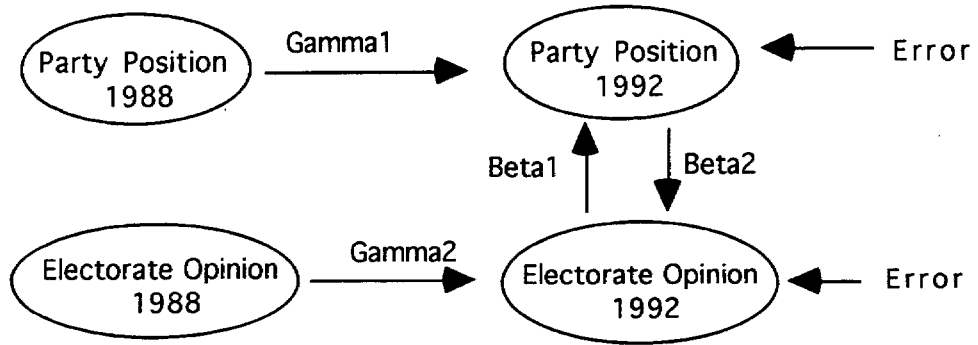 Gamma1
Party Position
1988
Party Position
1992
Error
Beta1
Beta2
Electorate Opinion
1988
Gamma2
Electorate Opinion
1992
Error